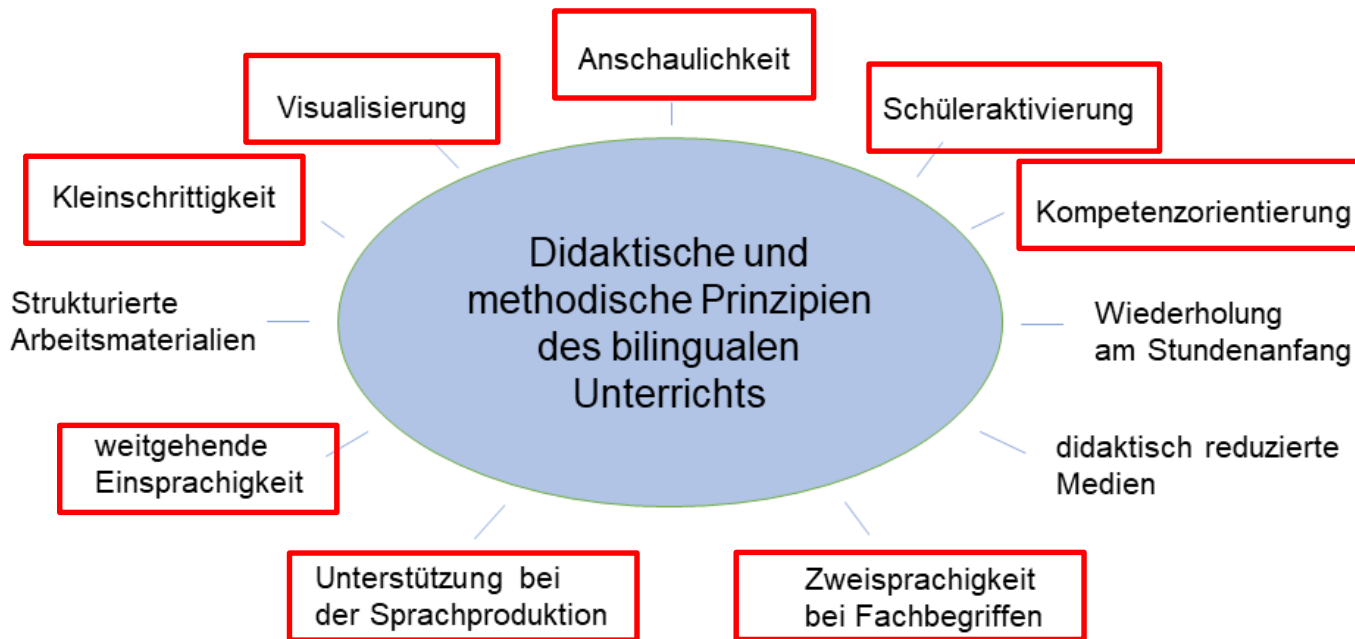 Anschaulichkeit
Visualisierung
Schüleraktivierung
Kleinschrittigkeit
Kompetenzorientierung
Didaktische und
methodische Prinzipien
des bilingualen
Unterrichts
Strukturierte
Arbeitsmaterialien
Wiederholung
am Stundenanfang
weitgehende
Einsprachigkeit
didaktisch reduzierte
Medien
Unterstützung bei
der Sprachproduktion
Zweisprachigkeit
bei Fachbegriffen